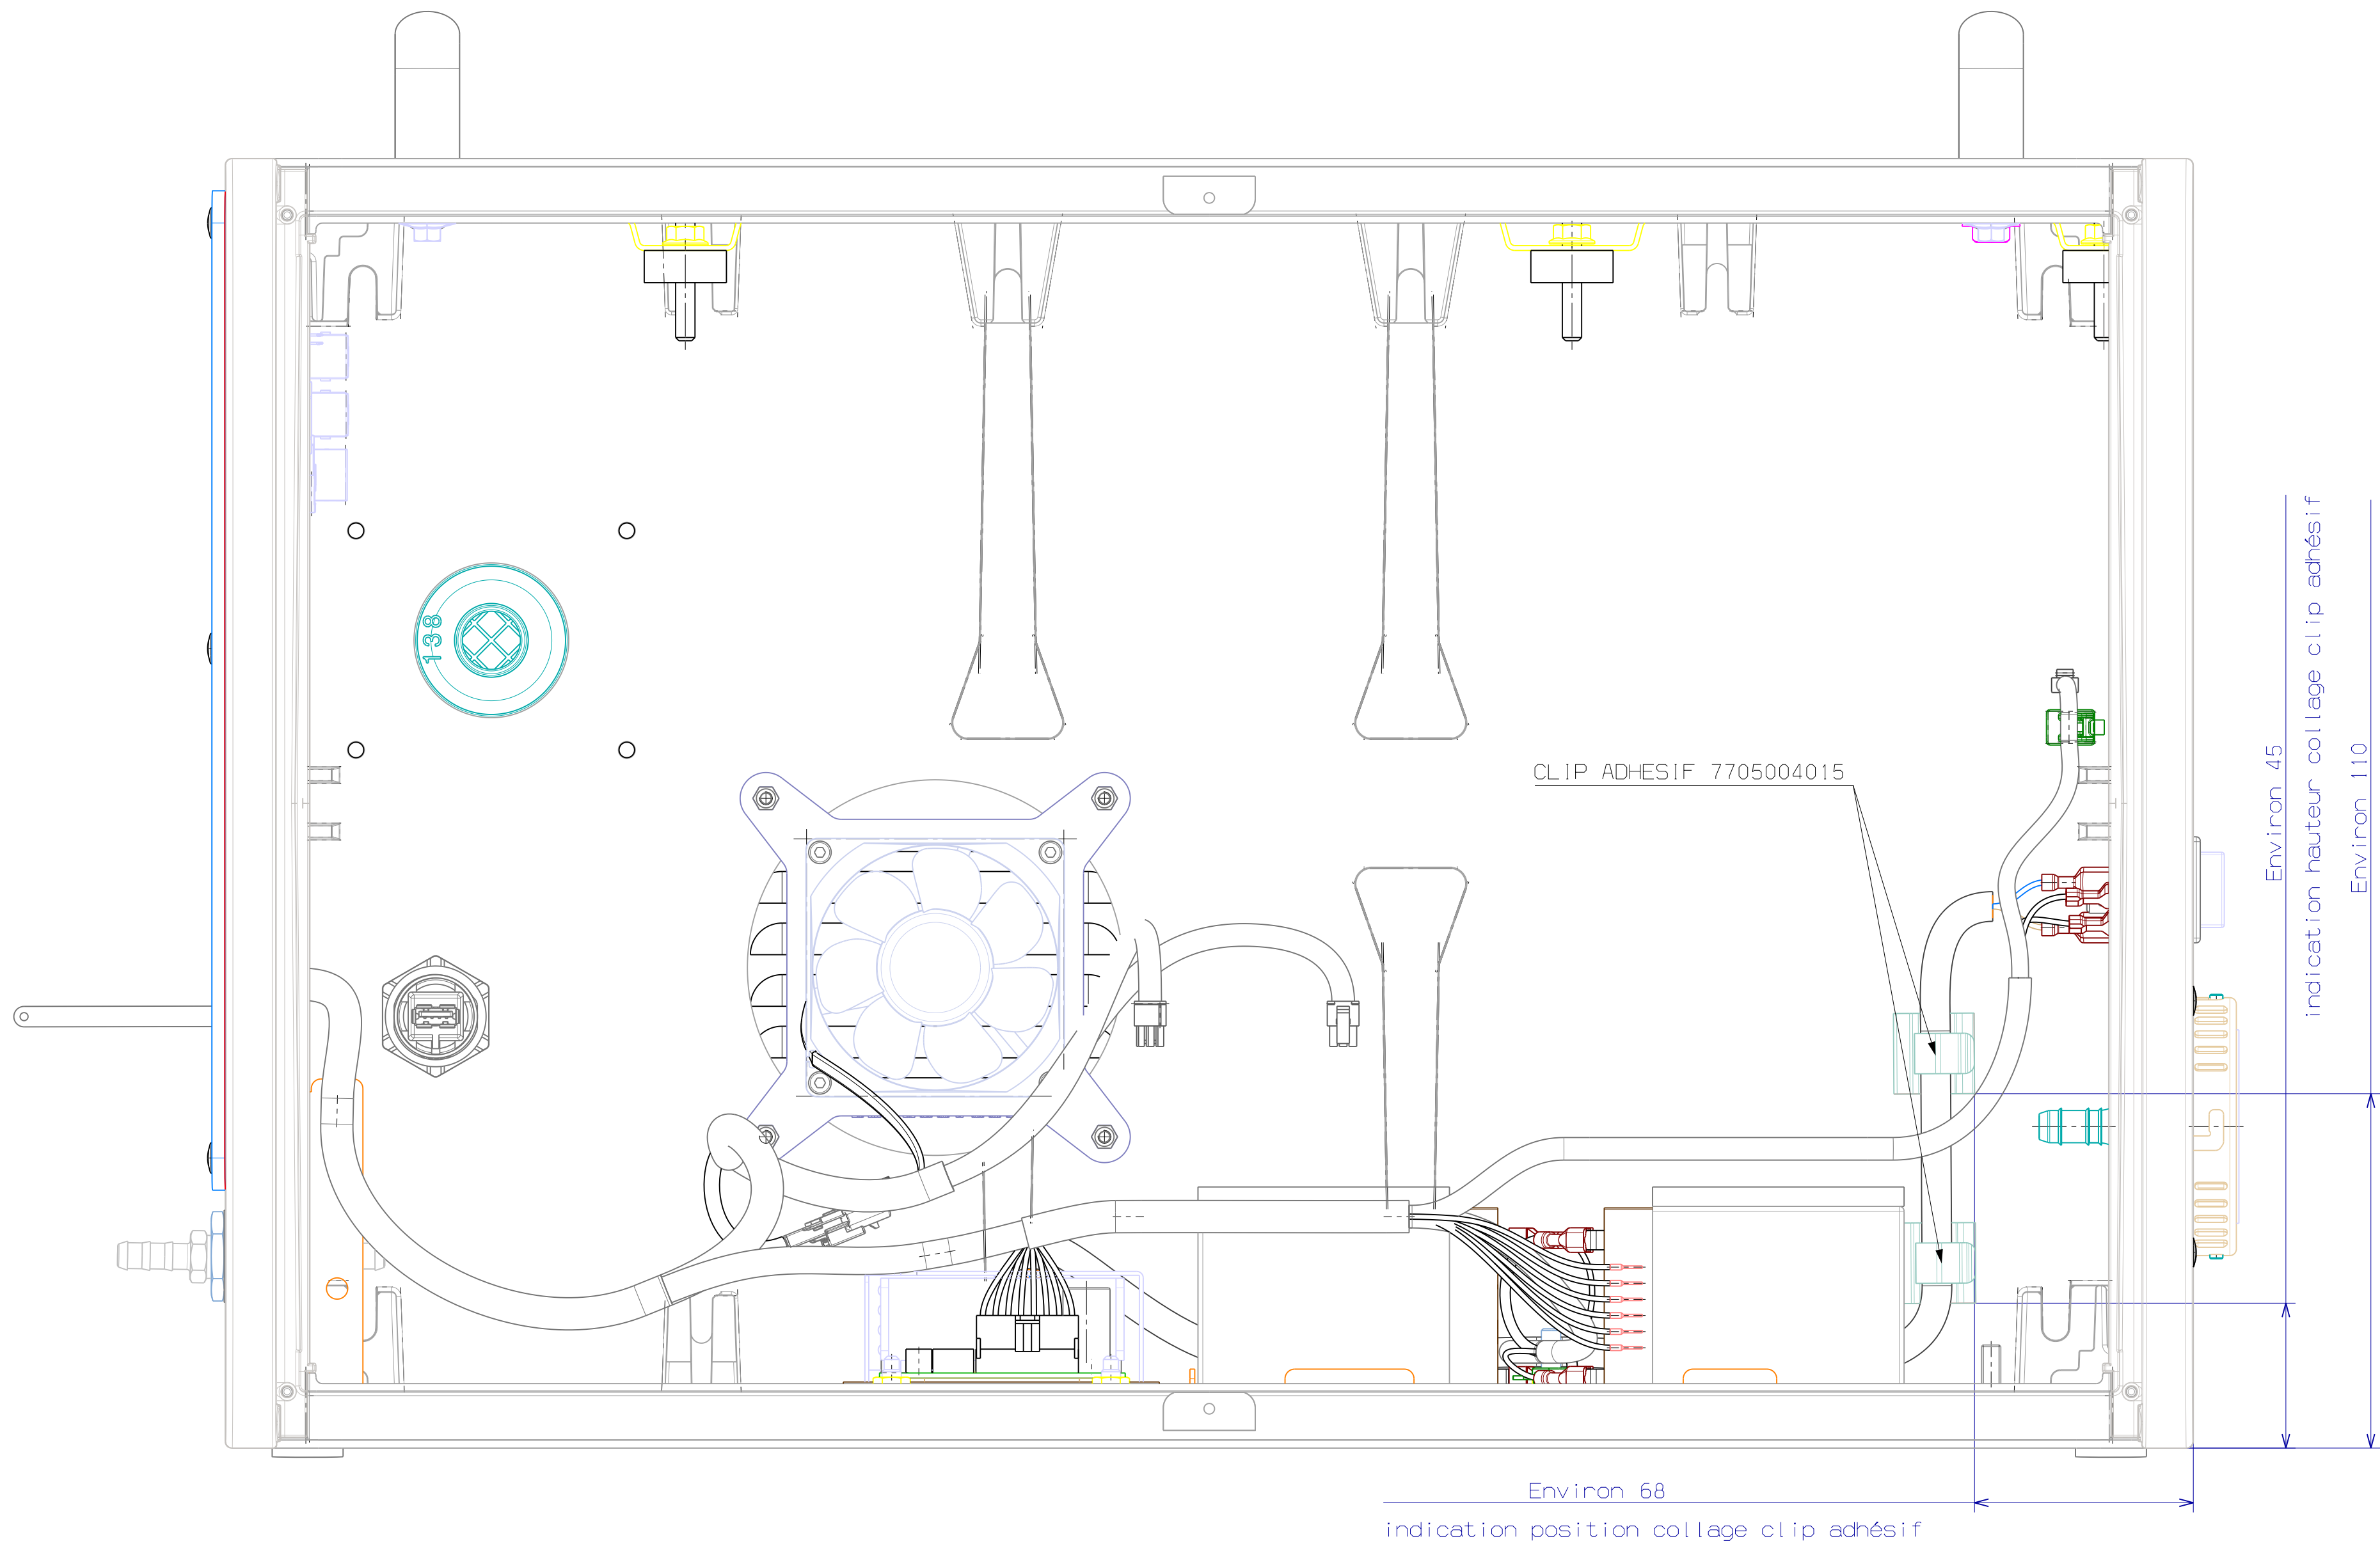 138
CLIP ADHESIF 7705004015
Environ 45
indication hauteur collage clip adhésif
Environ 110
Environ 68
indication position collage clip adhésif